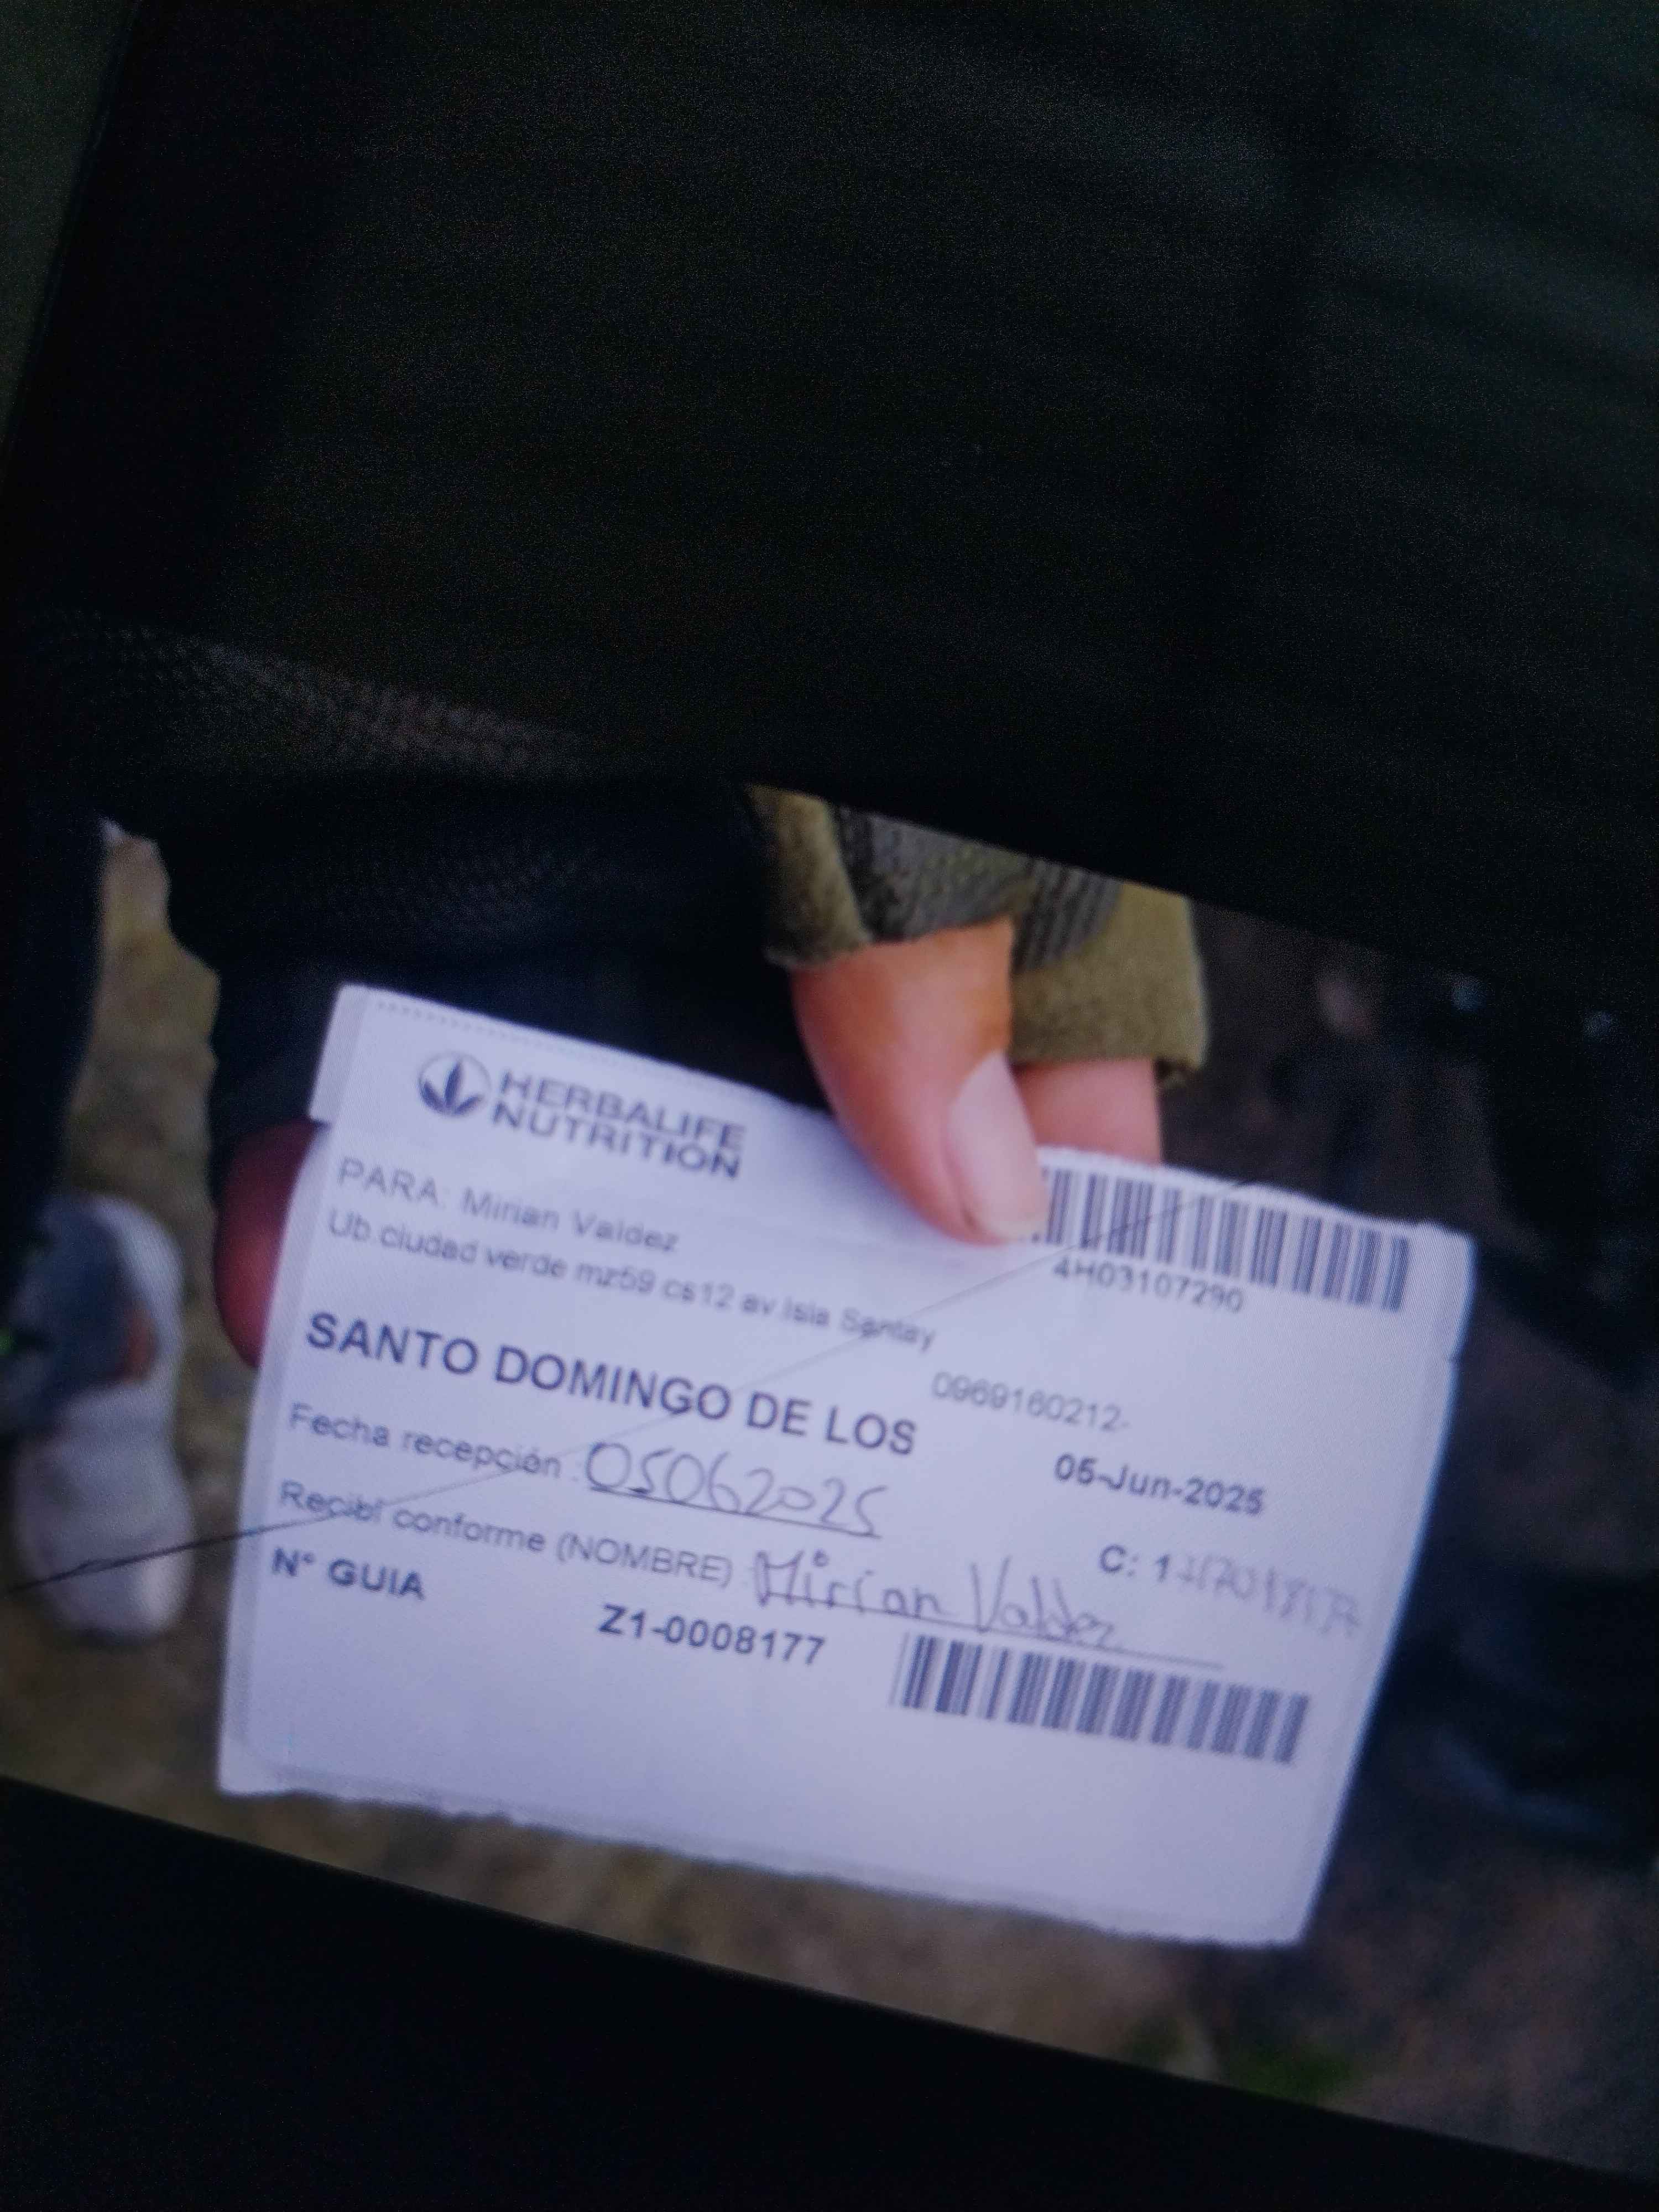 HERBALIFE
NUTRITION
4H03107290
PARA: Mirian Valdez
Ub.ciudad verde mz59 cs12 av Isla Santay
0969160212-
SANTO DOMINGO DE LOS
05-Jun-2025
Fecha recepción : 05062025
Recibí conforme (NOMBRE) Mirian Valdez
N° GUIA
Z1-0008177